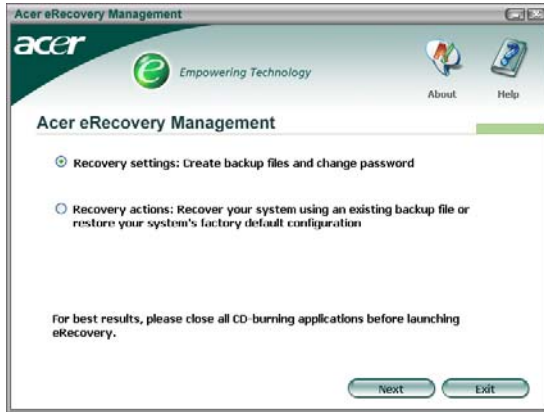 Acer eRecovery Management
acer
e
Empowering Technology
About
Help
Acer eRecovery Management
Recovery settings: Create backup files and change password
Recovery actions: Recover your system using an existing backup file or
restore your system's factory default configuration
For best results, please close all CD-burning applications before launching
eRecovery.
Next
Exit